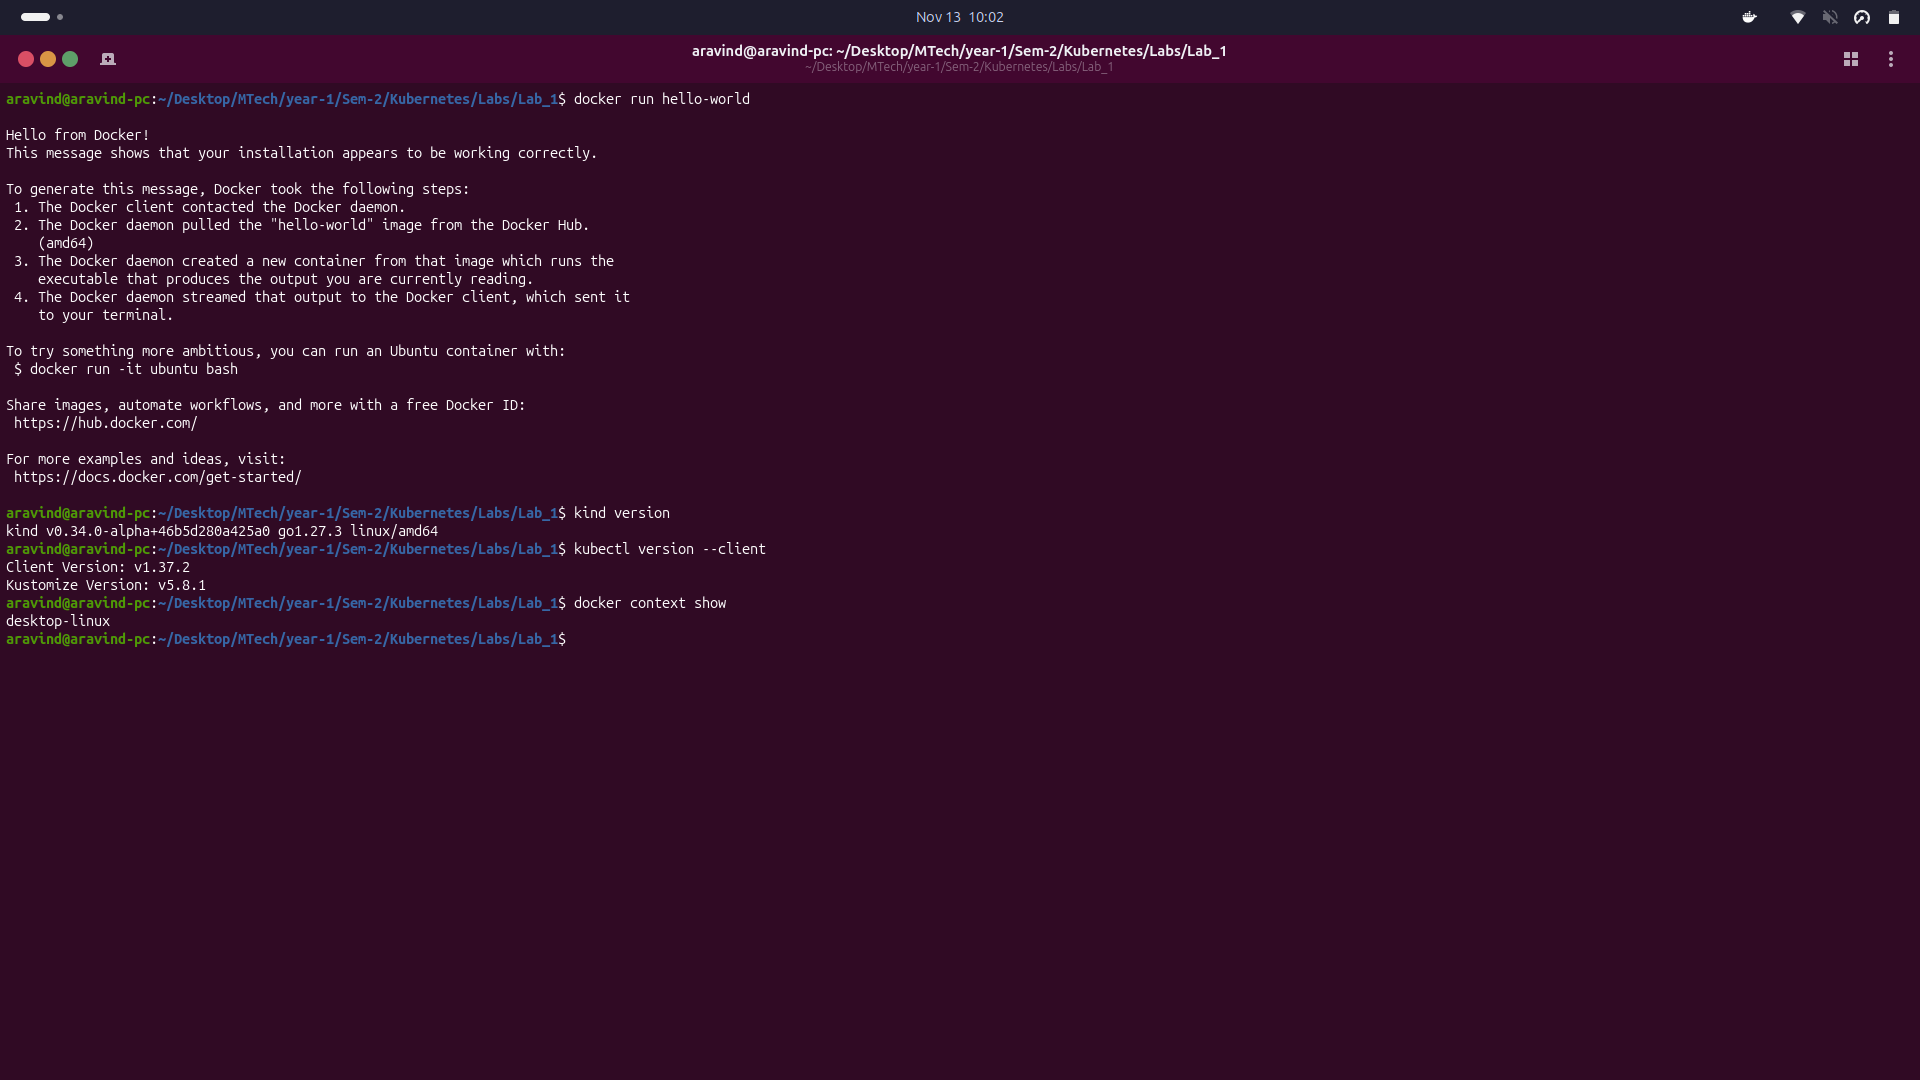 Nov 13 10:02
aravind@aravind-pc: ~/Desktop/MTech/year-1/Sem-2/Kubernetes/Labs/Lab_1
~/Desktop/MTech/year-1/Sem-2/Kubernetes/Labs/Lab_1
aravind@aravind-pc:~/Desktop/MTech/year-1/Sem-2/Kubernetes/Labs/Lab_1$ docker run hello-world
Hello from Docker!
This message shows that your installation appears to be working correctly.
To generate this message, Docker took the following steps:
1. The Docker client contacted the Docker daemon.
2. The Docker daemon pulled the "hello-world" image from the Docker Hub.
(amd64)
3. The Docker daemon created a new container from that image which runs the
executable that produces the output you are currently reading.
4. The Docker daemon streamed that output to the Docker client, which sent it
to your terminal.
To try something more ambitious, you can run an Ubuntu container with:
$ docker run -it ubuntu bash
Share images, automate workflows, and more with a free Docker ID:
https://hub.docker.com/
For more examples and ideas, visit:
https://docs.docker.com/get-started/
aravind@aravind-pc:~/Desktop/MTech/year-1/Sem-2/Kubernetes/Labs/Lab_1$ kind version
kind v0.34.0-alpha+46b5d280a425a0 go1.27.3 linux/amd64
aravind@aravind-pc:~/Desktop/MTech/year-1/Sem-2/Kubernetes/Labs/Lab_1$ kubectl version --client
Client Version: v1.37.2
Kustomize Version: v5.8.1
aravind@aravind-pc:~/Desktop/MTech/year-1/Sem-2/Kubernetes/Labs/Lab_1$ docker context show
desktop-linux
aravind@aravind-pc:~/Desktop/MTech/year-1/Sem-2/Kubernetes/Labs/Lab_1$